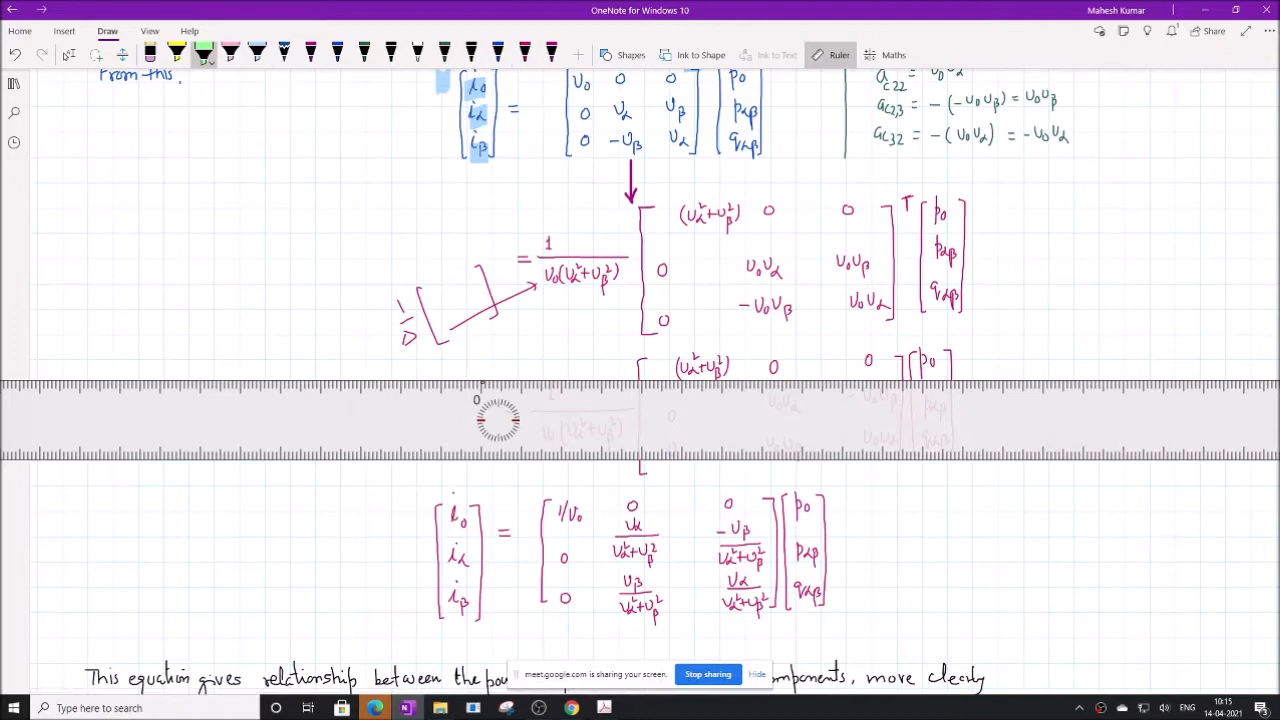 OneNote for Windows 10
Mahesh Kumar
Home Insert Draw View Help
Share
Shapes Ink to Shape Ink to Text Ruler Maths
From this,
[i₀ iα iβ] = [v₀ 0 0; 0 vα vβ; 0 -vβ vα] [p₀ pαβ qαβ]
aC22 = v₀vα
aC23 = -(-v₀vβ) = v₀vβ
aC32 = -(v₀vα) = -v₀vα
= 1 / v₀(vα²+vβ²) [(vα²+vβ²) 0 0; 0 v₀vα v₀vβ; 0 -v₀vβ v₀vα]ᵀ [p₀ pαβ qαβ]
1/D [ ]
(vα²+vβ²) 0 0 p₀
0
[i₀ iα iβ] = [1/v₀ 0 0; 0 vα/(vα²+vβ²) -vβ/(vα²+vβ²); 0 vβ/(vα²+vβ²) vα/(vα²+vβ²)] [p₀ pαβ qαβ]
This equation gives relationship between the pow
omponents, more clearly
meet.google.com is sharing your screen.
Stop sharing
Hide
Type here to search
10:15
14-04-2021